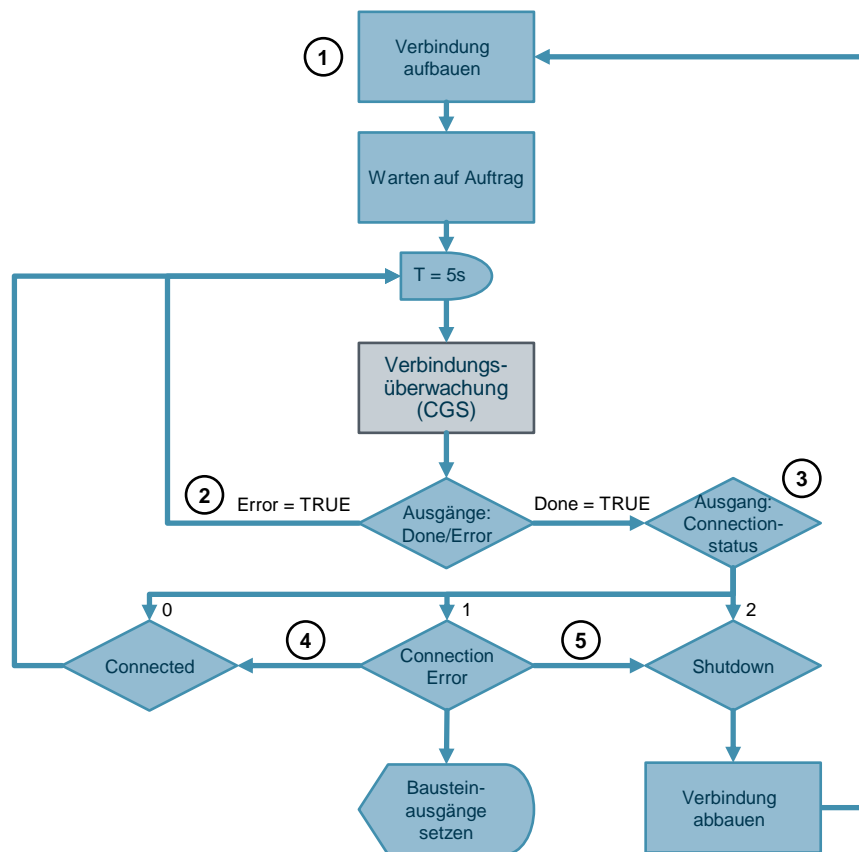 1
Verbindung
aufbauen
Warten auf Auftrag
T = 5s
Verbindungs-
überwachung
(CGS)
2
Error = TRUE
Ausgänge:
Done/Error
Done = TRUE
3
Ausgang:
Connection-
status
0
1
2
Connected
4
Connection
Error
5
Shutdown
Baustein-
ausgänge
setzen
Verbindung
abbauen